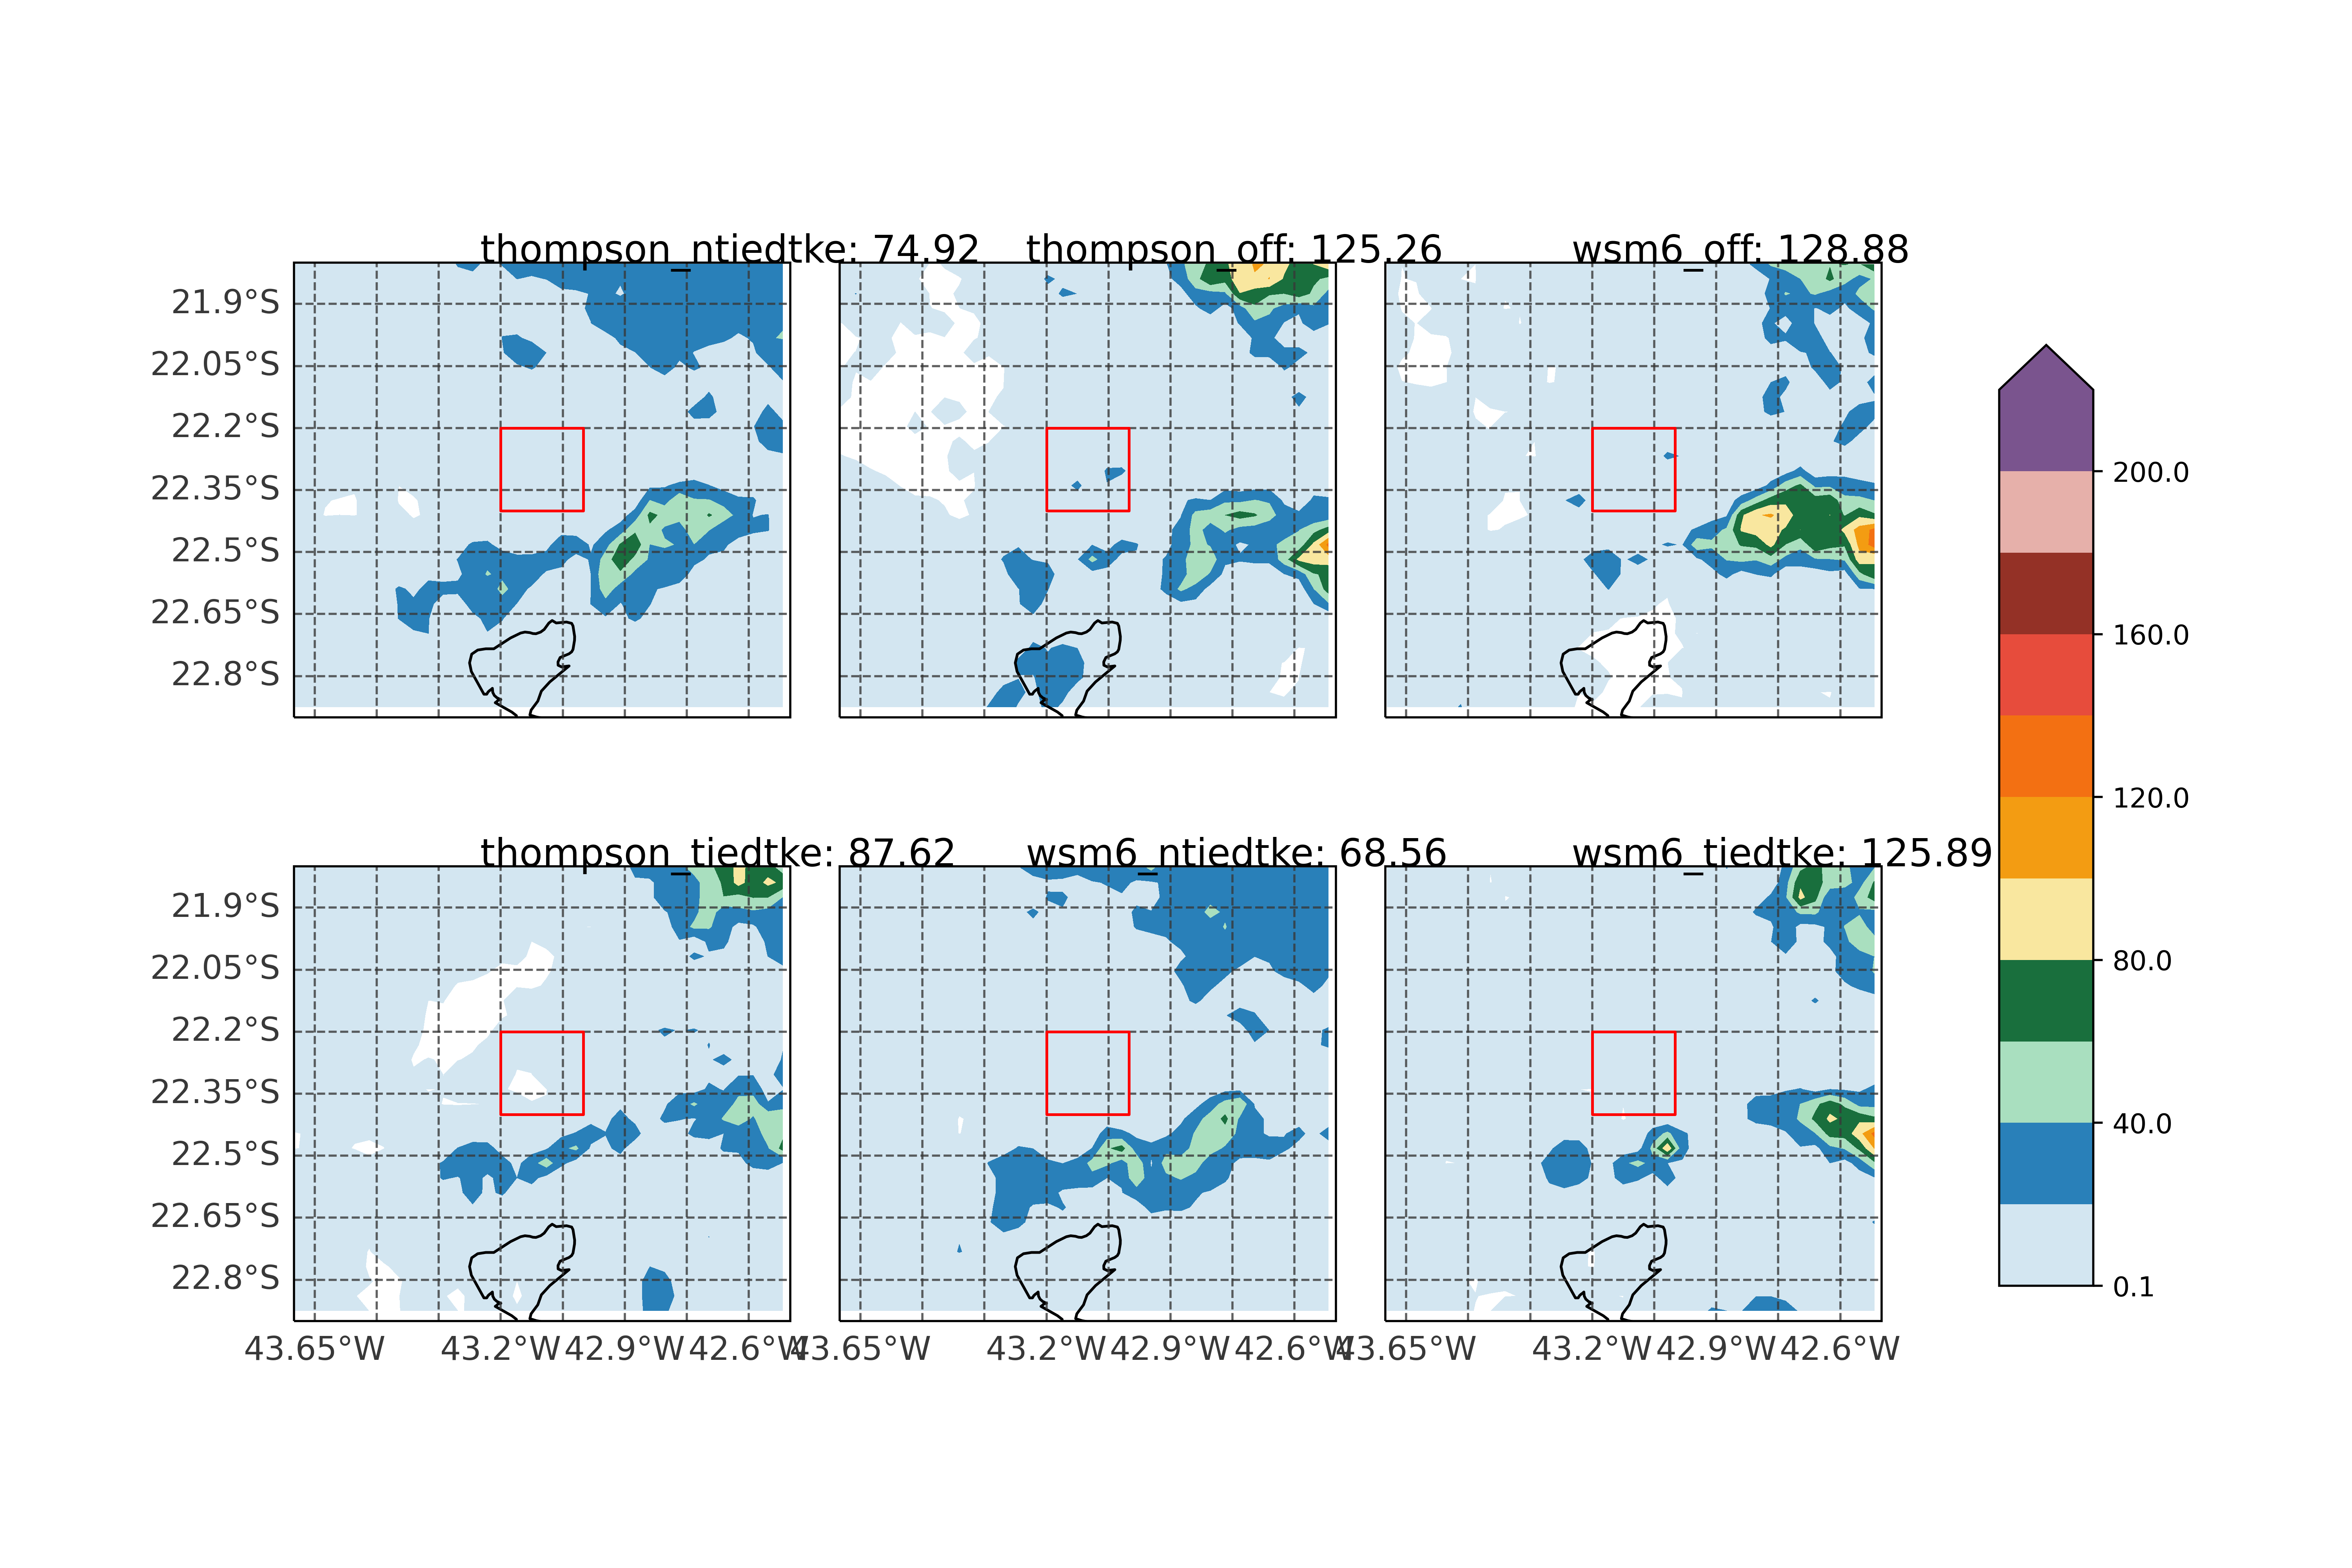 thompson_ntiedtke: 74.92
thompson_off: 125.26
wsm6_off: 128.88
21.9°S
22.05°S
22.2°S
22.35°S
22.5°S
22.65°S
22.8°S
thompson_tiedtke: 87.62
wsm6_ntiedtke: 68.56
wsm6_tiedtke: 125.89
21.9°S
22.05°S
22.2°S
22.35°S
22.5°S
22.65°S
22.8°S
43.65°W 43.2°W 42.9°W 42.6°W
43.65°W 43.2°W 42.9°W 42.6°W
43.65°W 43.2°W 42.9°W 42.6°W
200.0
160.0
120.0
80.0
40.0
0.1